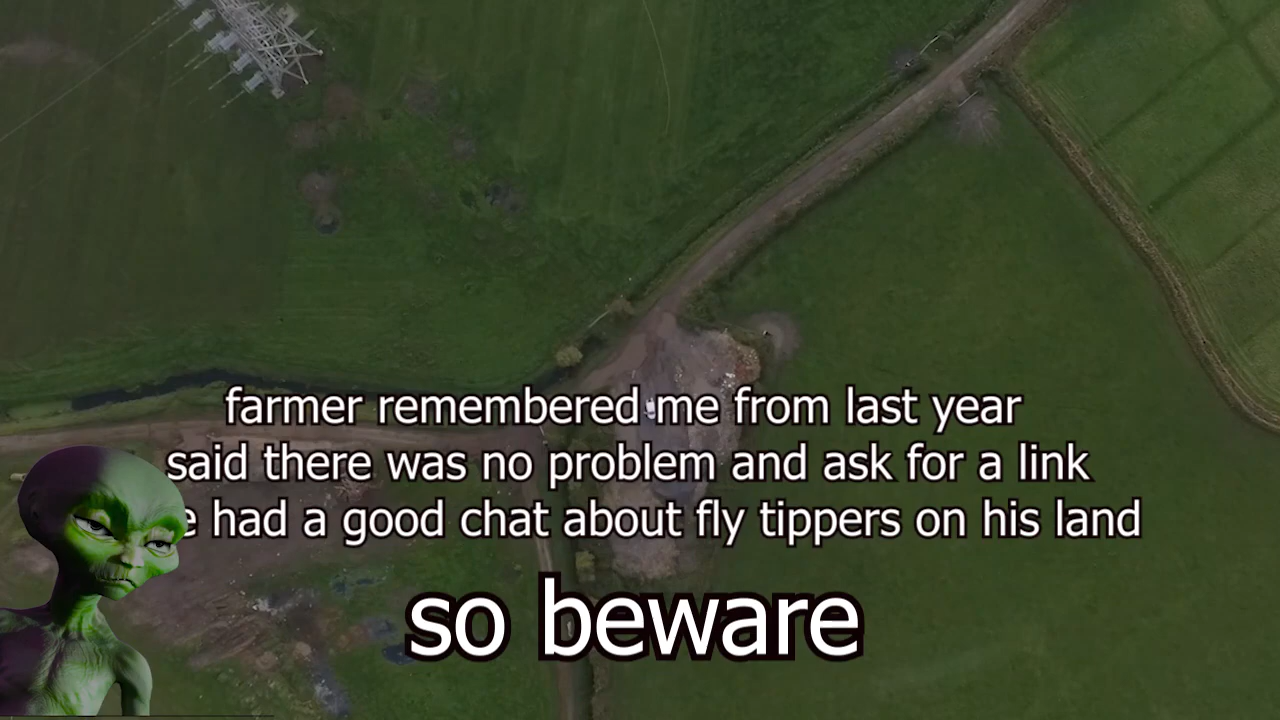 farmer remembered me from last year
said there was no problem and ask for a link
had a good chat about fly tippers on his land
so beware